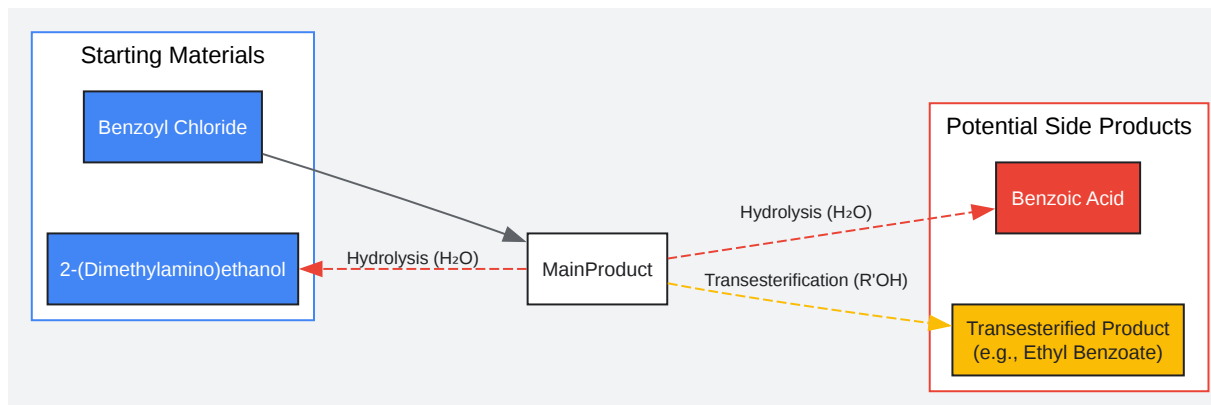 Starting Materials
Benzoyl Chloride
2-(Dimethylamino)ethanol
Hydrolysis (H₂O)
MainProduct
Hydrolysis (H₂O)
Transesterification (R'OH)
Potential Side Products
Benzoic Acid
Transesterified Product
(e.g., Ethyl Benzoate)